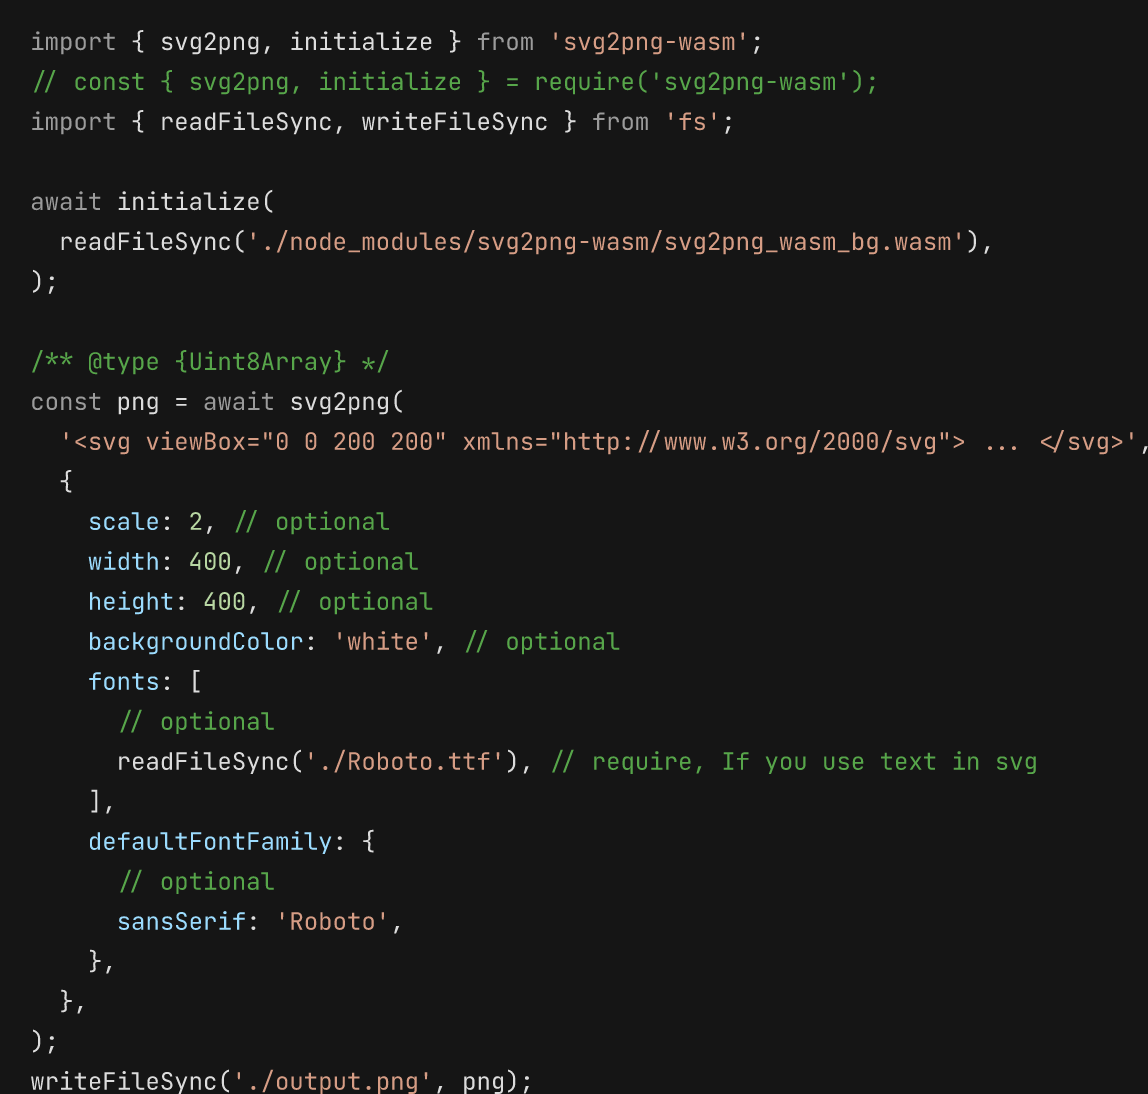 import { svg2png, initialize } from 'svg2png-wasm';
// const { svg2png, initialize } = require('svg2png-wasm');
import { readFileSync, writeFileSync } from 'fs';

await initialize(
  readFileSync('./node_modules/svg2png-wasm/svg2png_wasm_bg.wasm'),
);

/** @type {Uint8Array} */
const png = await svg2png(
  '<svg viewBox="0 0 200 200" xmlns="http://www.w3.org/2000/svg"> ... </svg>',
  {
    scale: 2, // optional
    width: 400, // optional
    height: 400, // optional
    backgroundColor: 'white', // optional
    fonts: [
      // optional
      readFileSync('./Roboto.ttf'), // require, If you use text in svg
    ],
    defaultFontFamily: {
      // optional
      sansSerif: 'Roboto',
    },
  },
);
writeFileSync('./output.png', png);